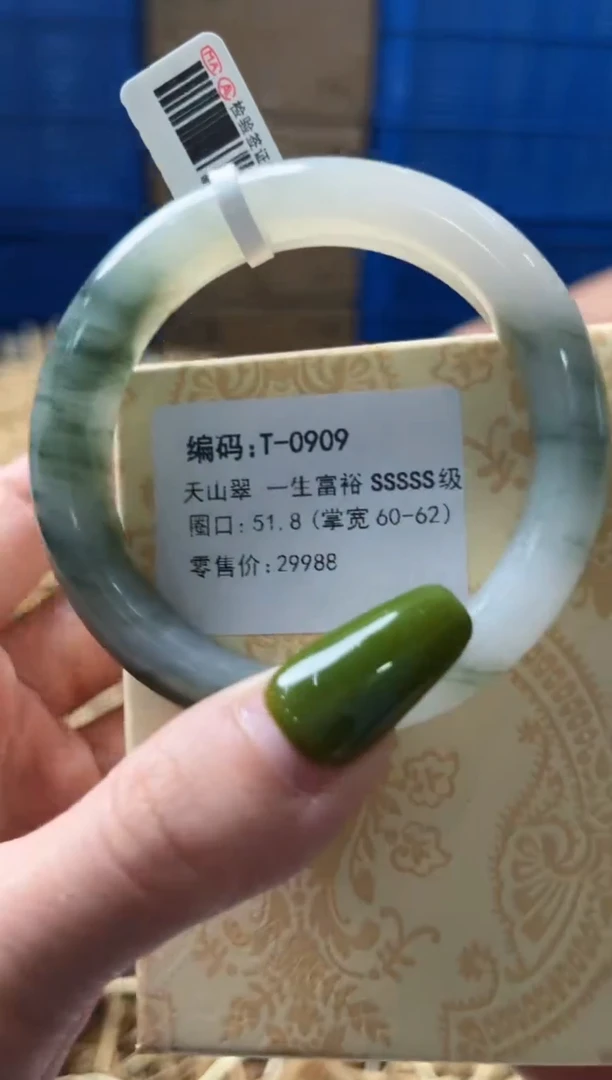 MA A
编码:T-0909
天山翠 一生富裕 SSSSS级
圈口: 51.8 (掌宽 60-62)
零售价:29988